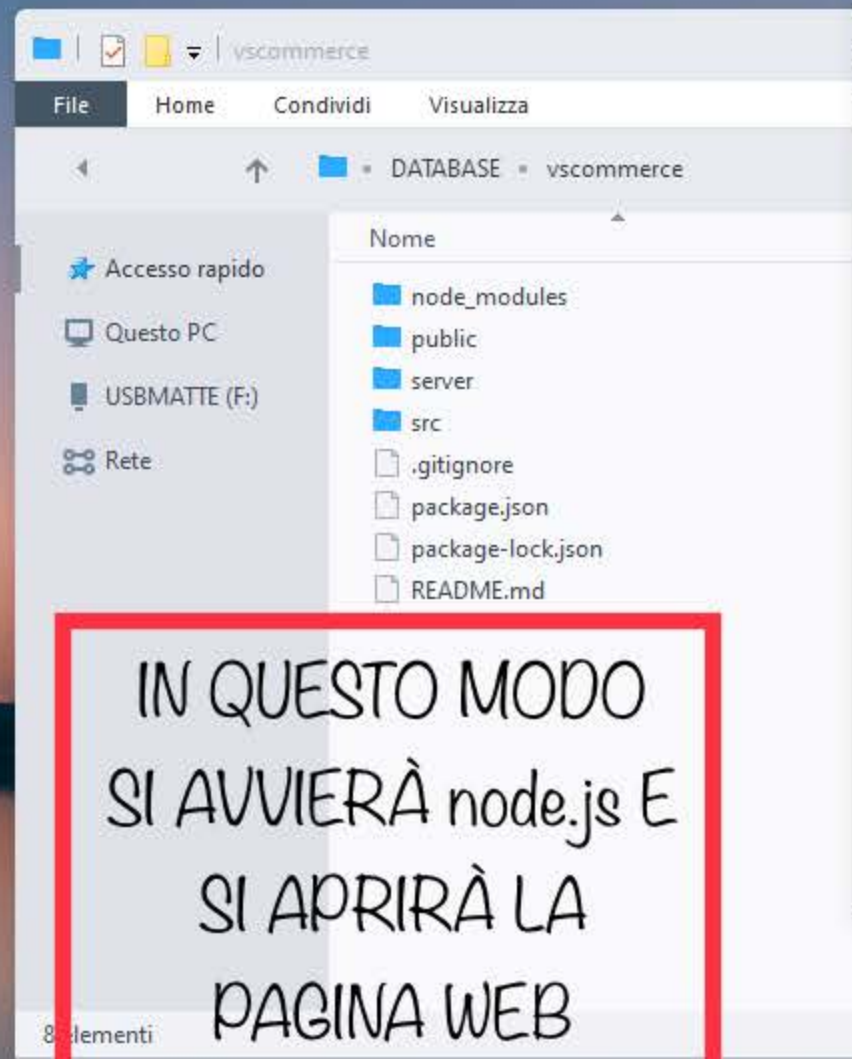 vscommerce
File Home Condividi Visualizza
DATABASE vscommerce
Accesso rapido
Questo PC
USBMATTE (F:)
Rete
Nome
node_modules
public
server
src
.gitignore
package.json
package-lock.json
README.md
IN QUESTO MODO
SI AVVIERÀ node.js E
SI APRIRÀ LA
PAGINA WEB
8 elementi